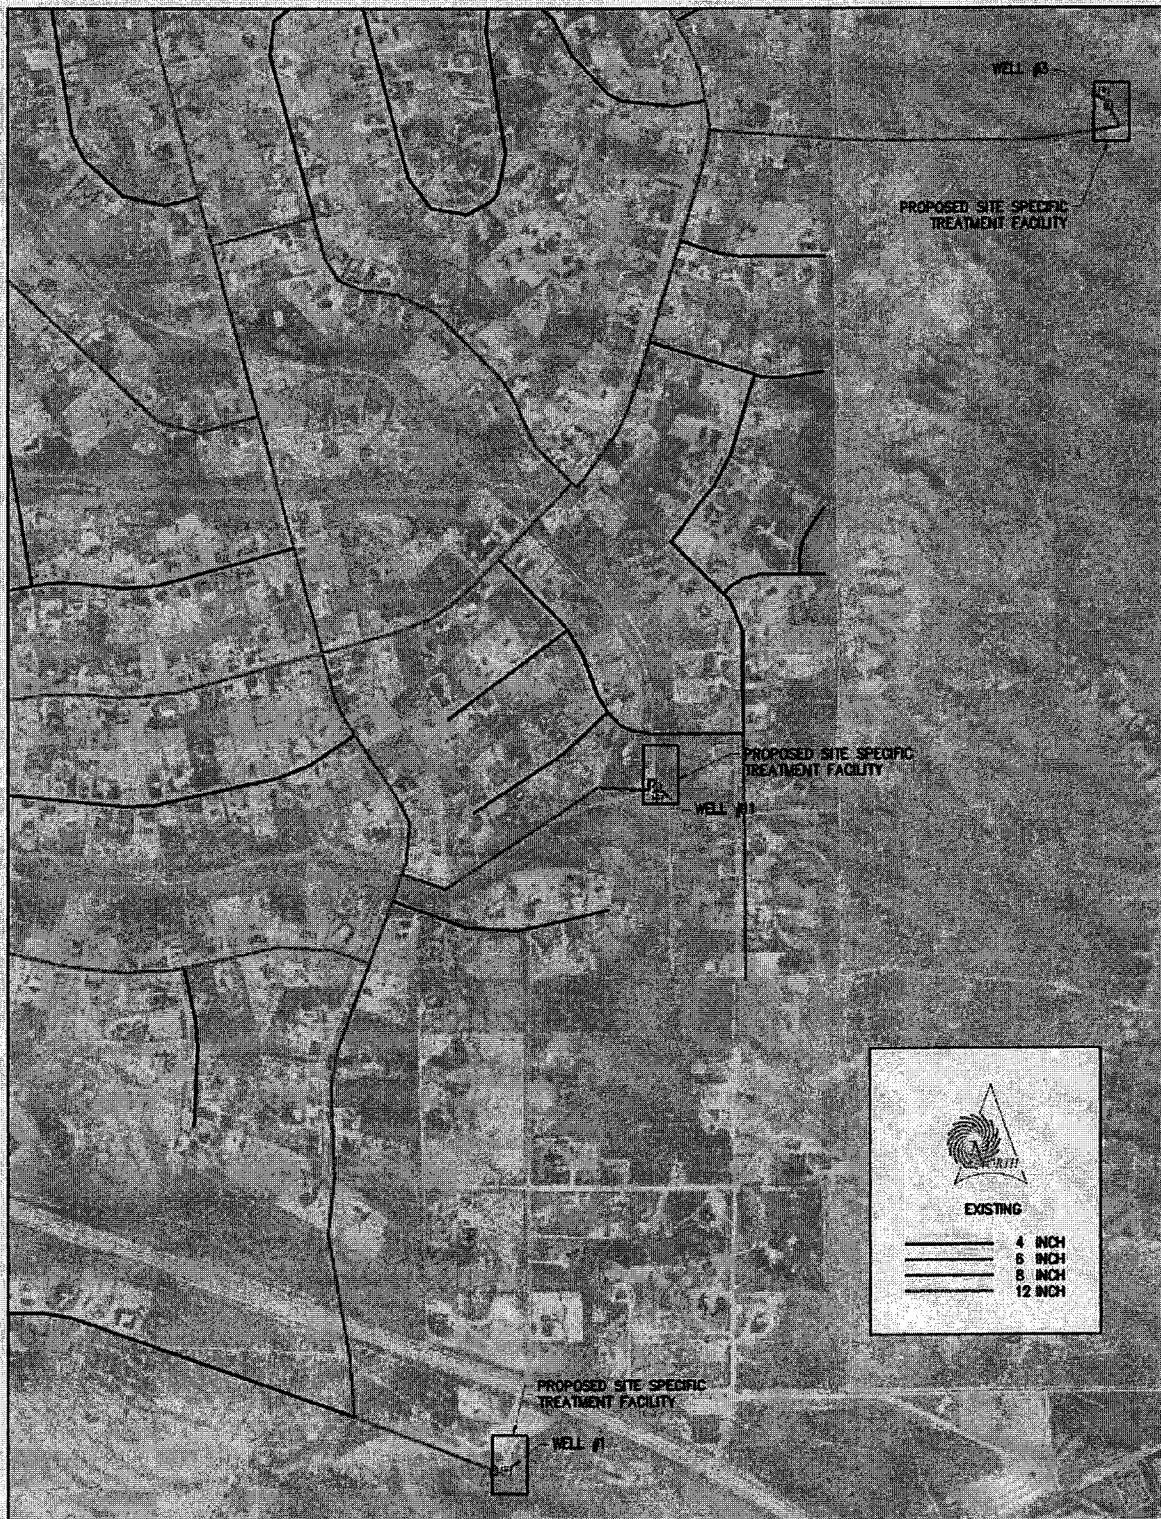 WELL #3
PROPOSED SITE SPECIFIC
TREATMENT FACILITY
PROPOSED SITE SPECIFIC
TREATMENT FACILITY
WELL #11
NORTH
EXISTING
4 INCH
6 INCH
8 INCH
12 INCH
PROPOSED SITE SPECIFIC
TREATMENT FACILITY
WELL #1